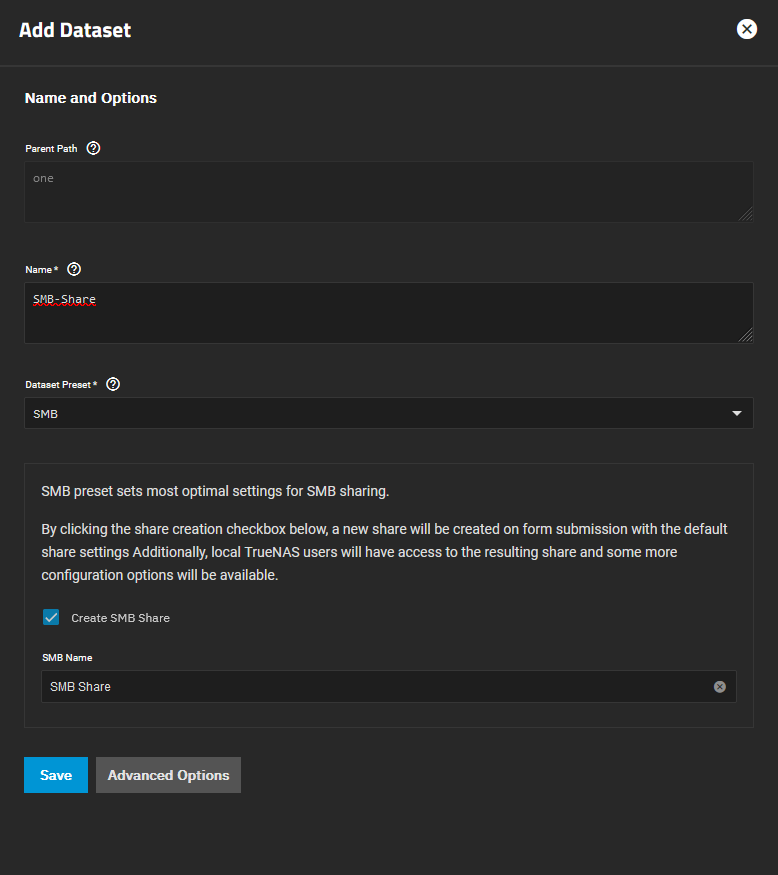 Add Dataset
Name and Options
Parent Path
one
Name *
SMB-Share
Dataset Preset *
SMB
SMB preset sets most optimal settings for SMB sharing.
By clicking the share creation checkbox below, a new share will be created on form submission with the default
share settings Additionally, local TrueNAS users will have access to the resulting share and some more
configuration options will be available.
Create SMB Share
SMB Name
SMB Share
Save Advanced Options